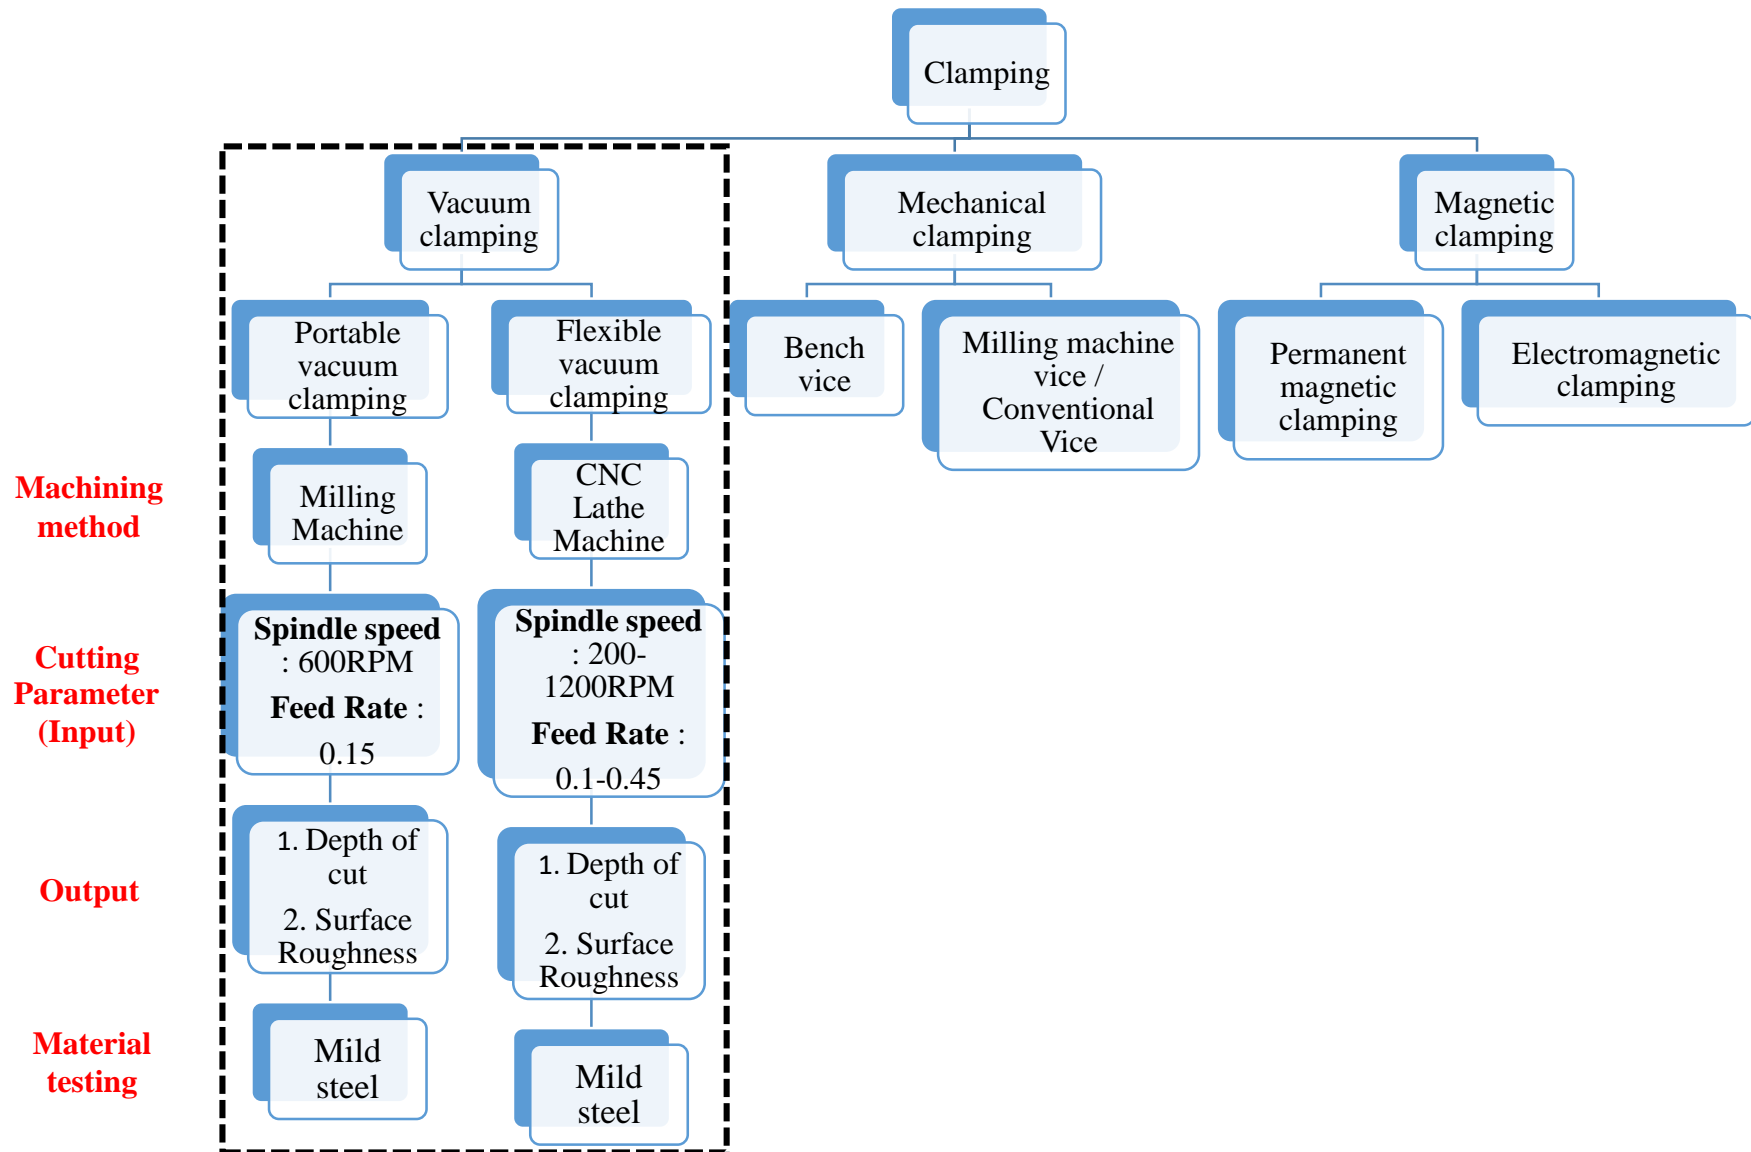 Clamping
Vacuum
clamping
Mechanical
clamping
Magnetic
clamping
Portable
vacuum
clamping
Flexible
vacuum
clamping
Bench
vice
Milling machine
vice /
Conventional
Vice
Permanent
magnetic
clamping
Electromagnetic
clamping
Machining
method
Milling
Machine
CNC
Lathe
Machine
Cutting
Parameter
(Input)
Spindle speed
: 600RPM
Feed Rate :
0.15
Spindle speed
: 200-
1200RPM
Feed Rate :
0.1-0.45
Output
1. Depth of
cut
2. Surface
Roughness
1. Depth of
cut
2. Surface
Roughness
Material
testing
Mild
steel
Mild
steel